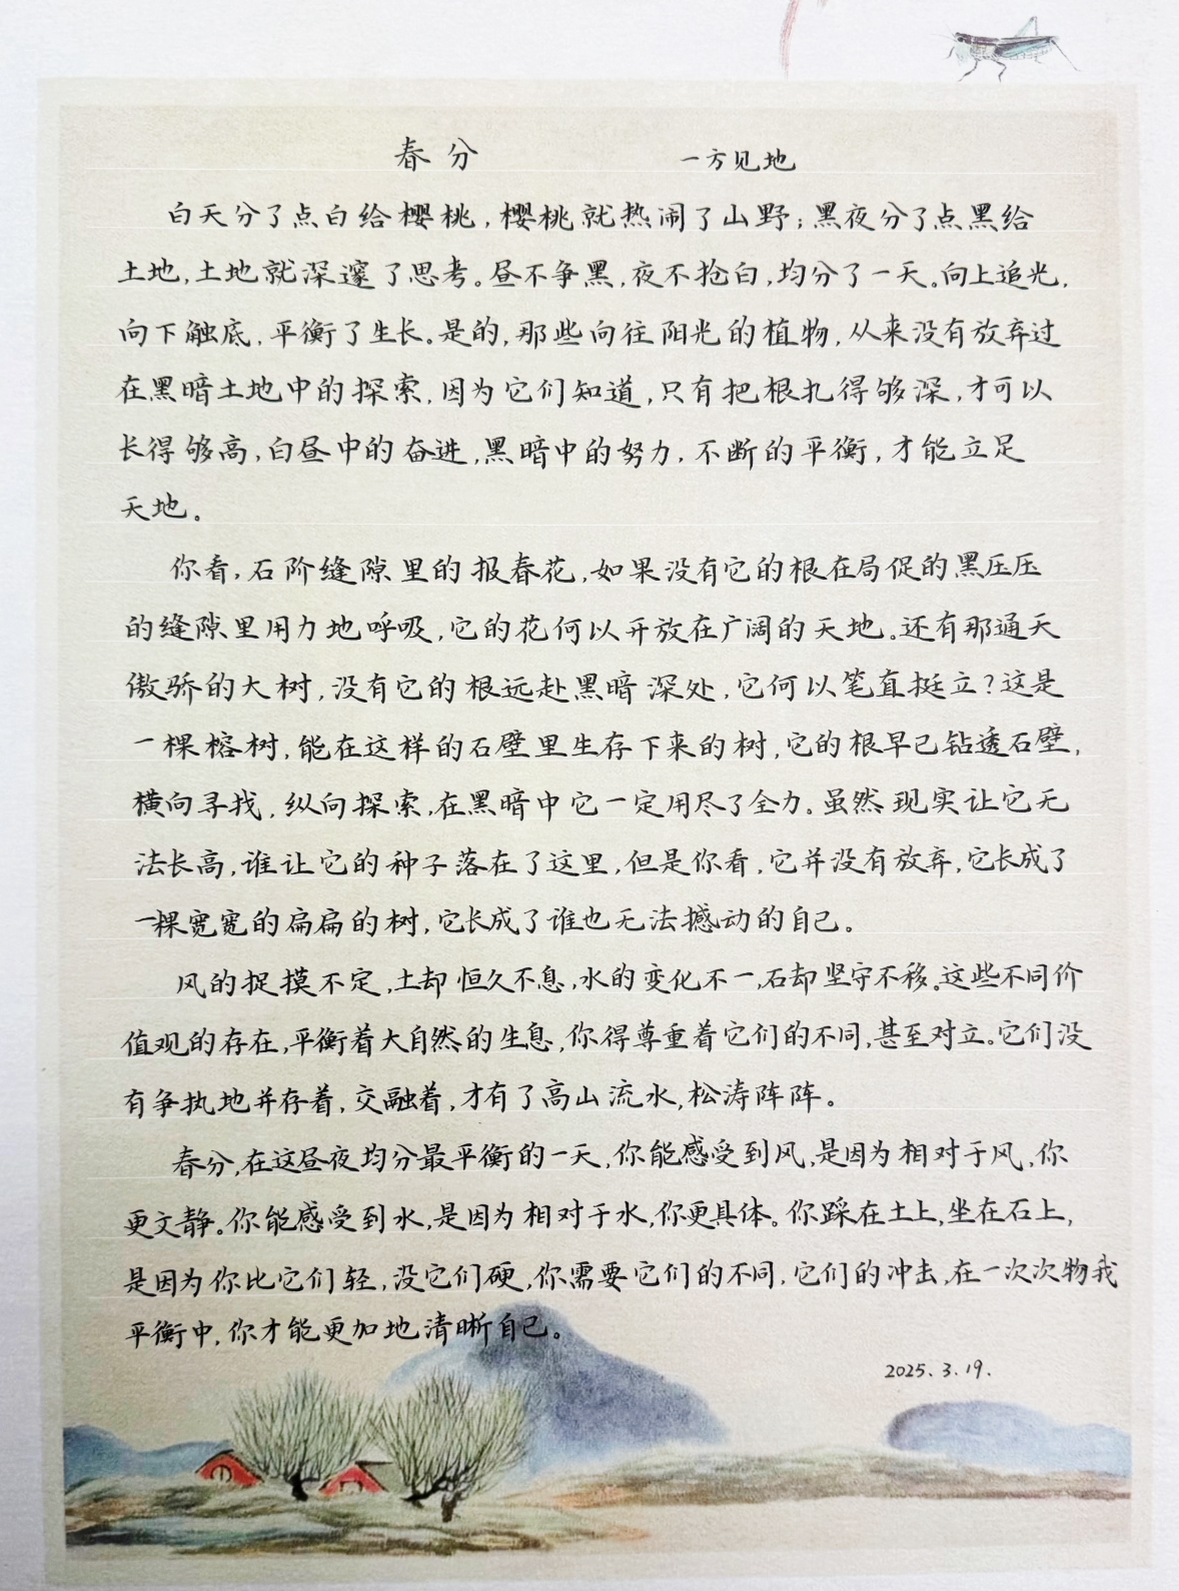 春分 一方见地
白天分了点白给樱桃，樱桃就热闹了山野；黑夜分了点黑给
土地，土地就深邃了思考。昼不争黑，夜不抢白，均分了一天。向上追光，
向下触底，平衡了生长。是的，那些向往阳光的植物，从来没有放弃过
在黑暗土地中的探索，因为它们知道，只有把根扎得够深，才可以
长得够高，白昼中的奋进，黑暗中的努力，不断的平衡，才能立足
天地。
你看，石阶缝隙里的报春花，如果没有它的根在局促的黑压压
的缝隙里用力地呼吸，它的花何以开放在广阔的天地。还有那通天
傲骄的大树，没有它的根远赴黑暗深处，它何以笔直挺立？这是
一棵榕树，能在这样的石壁里生存下来的树，它的根早已钻透石壁，
横向寻找，纵向探索，在黑暗中它一定用尽了全力。虽然现实让它无
法长高，谁让它的种子落在了这里，但是你看，它并没有放弃，它长成了
一棵宽宽的扁扁的树，它长成了谁也无法撼动的自己。
风的捉摸不定，土却恒久不息，水的变化不一，石却坚守不移。这些不同价
值观的存在，平衡着大自然的生息，你得尊重着它们的不同，甚至对立。它们没
有争执地并存着，交融着，才有了高山流水，松涛阵阵。
春分，在这昼夜均分最平衡的一天，你能感受到风，是因为相对于风，你
更文静。你能感受到水，是因为相对于水，你更具体。你踩在土上，坐在石上，
是因为你比它们轻，没它们硬，你需要它们的不同，它们的冲击，在一次次物我
平衡中，你才能更加地清晰自己。
2025.3.19.